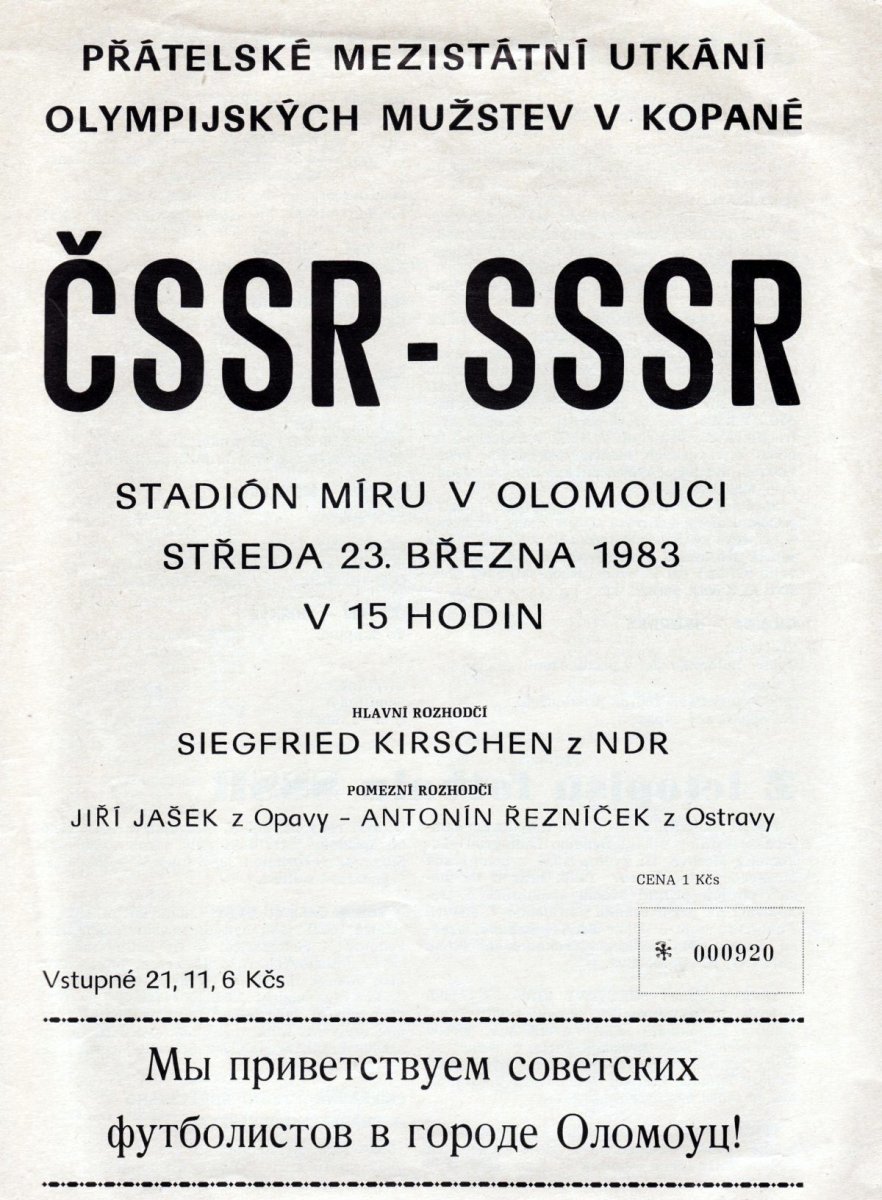 PŘÁTELSKÉ MEZISTÁTNÍ UTKÁNÍ
OLYMPIJSKÝCH MUŽSTEV V KOPANÉ
ČSSR - SSSR
STADIÓN MÍRU V OLOMOUCI
STŘEDA 23. BŘEZNA 1983
V 15 HODIN
HLAVNÍ ROZHODČÍ
SIEGFRIED KIRSCHEN z NDR
POMEZNÍ ROZHODČÍ
JIŘÍ JAŠEK z Opavy – ANTONÍN ŘEZNÍČEK z Ostravy
CENA 1 Kčs
* 000920
Vstupné 21, 11, 6 Kčs
Мы приветствуем советских
футболистов в городе Оломоуц!